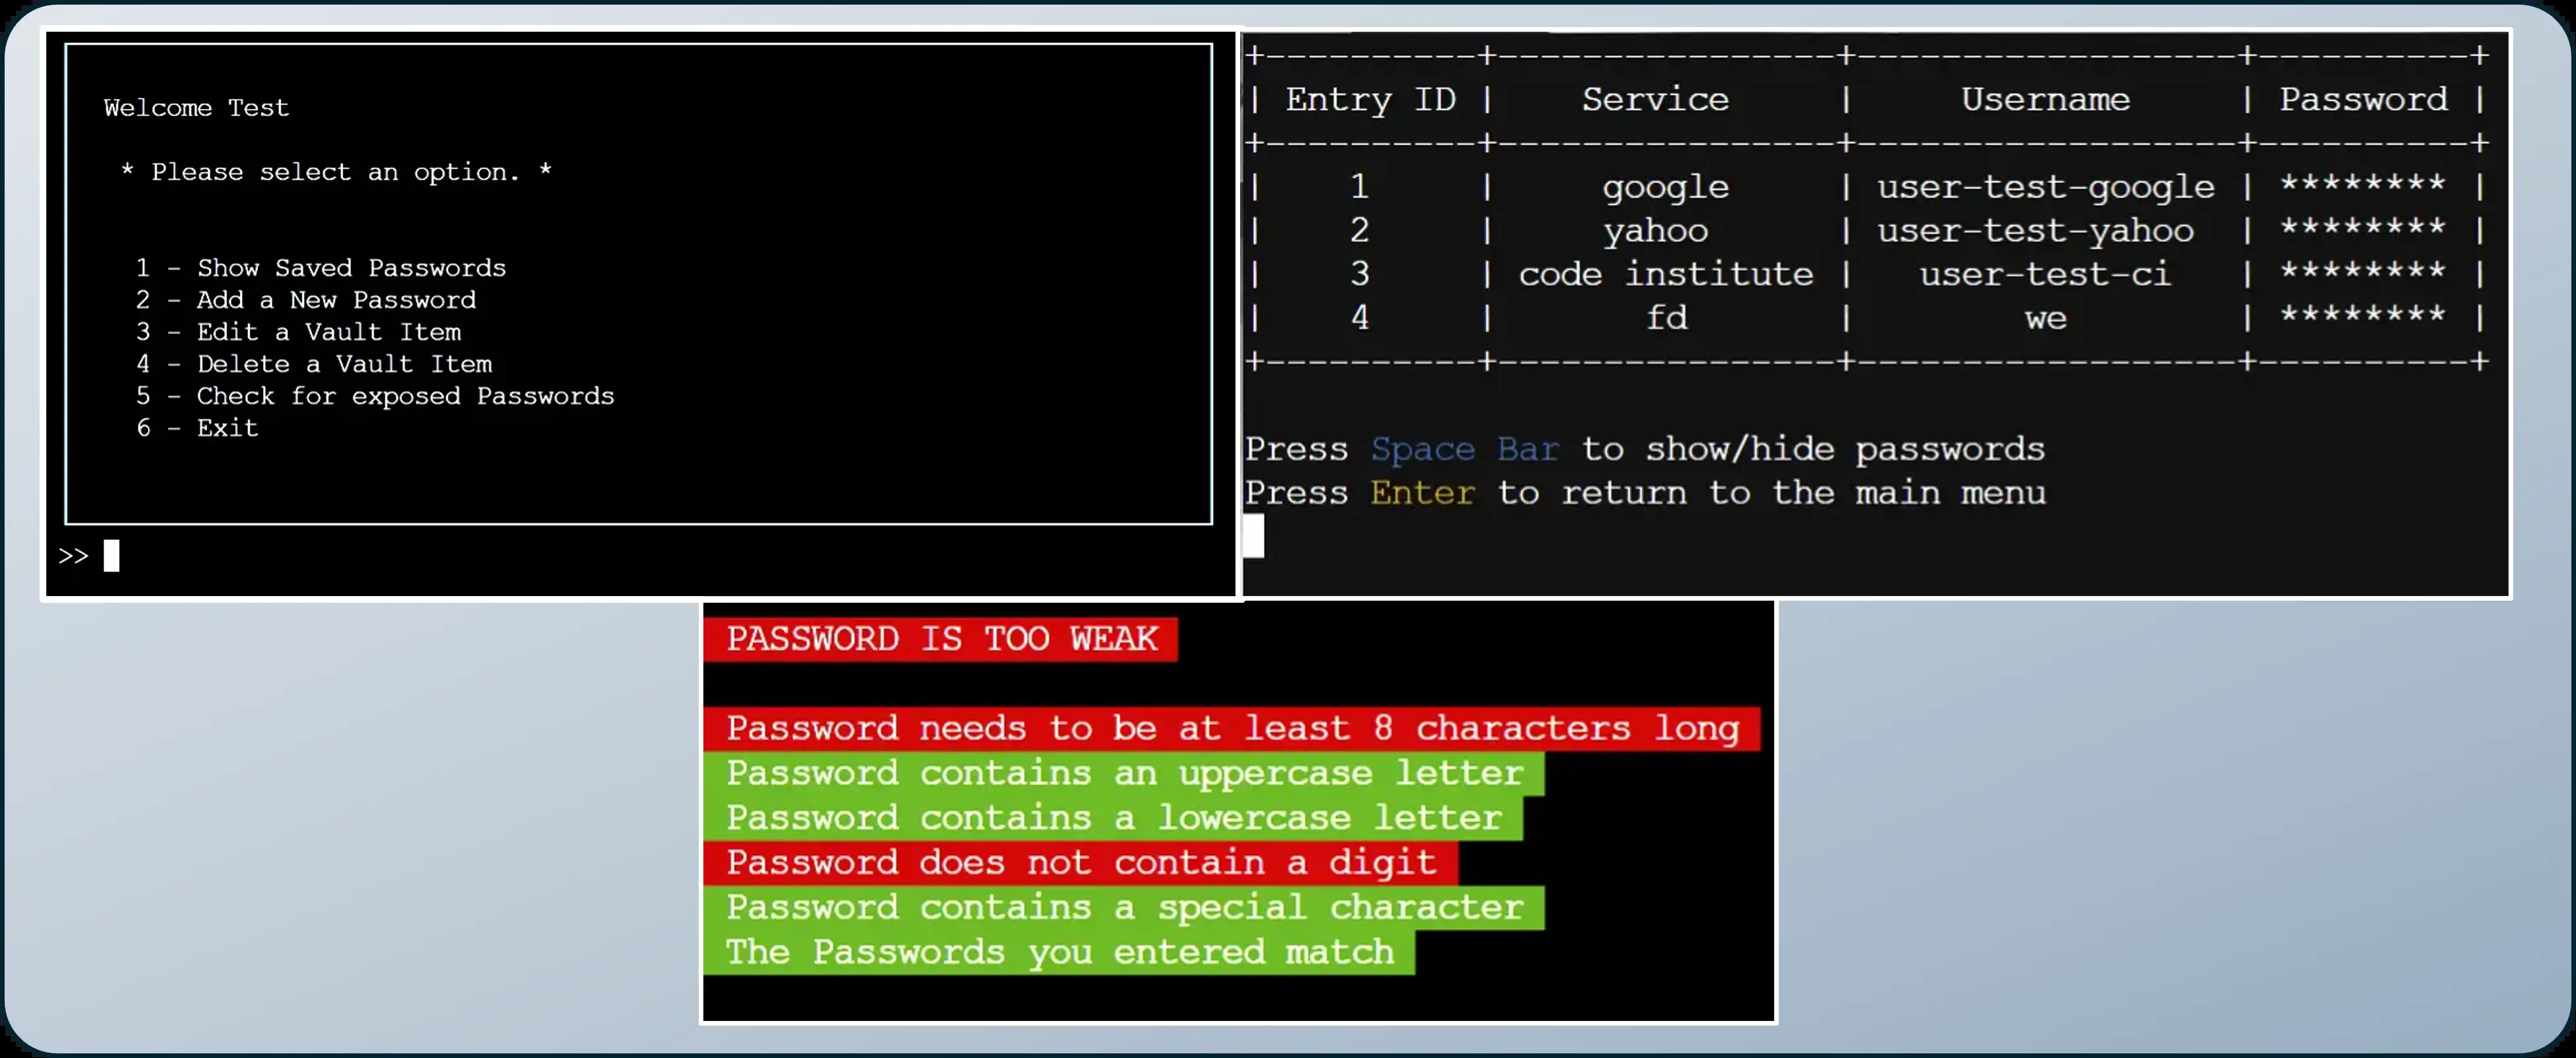 Welcome Test
* Please select an option. *
1 - Show Saved Passwords
2 - Add a New Password
3 - Edit a Vault Item
4 - Delete a Vault Item
5 - Check for exposed Passwords
6 - Exit
>>
+----------+----------------+------------------+----------+
| Entry ID |    Service     |     Username     | Password |
+----------+----------------+------------------+----------+
|    1     |     google     | user-test-google | ******** |
|    2     |     yahoo      | user-test-yahoo  | ******** |
|    3     | code institute |   user-test-ci   | ******** |
|    4     |       fd       |        we        | ******** |
+----------+----------------+------------------+----------+
Press Space Bar to show/hide passwords
Press Enter to return to the main menu
PASSWORD IS TOO WEAK
Password needs to be at least 8 characters long
Password contains an uppercase letter
Password contains a lowercase letter
Password does not contain a digit
Password contains a special character
The Passwords you entered match